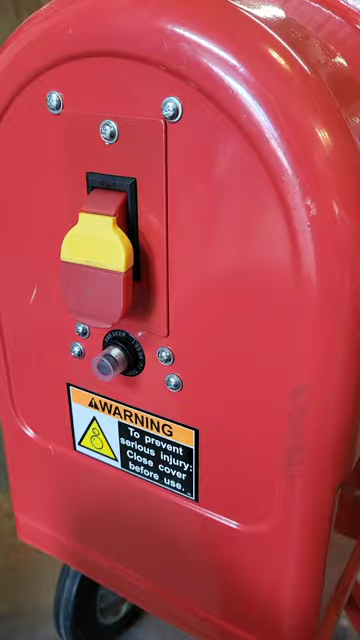 WARNING
To prevent
serious injury:
Close cover
before use.